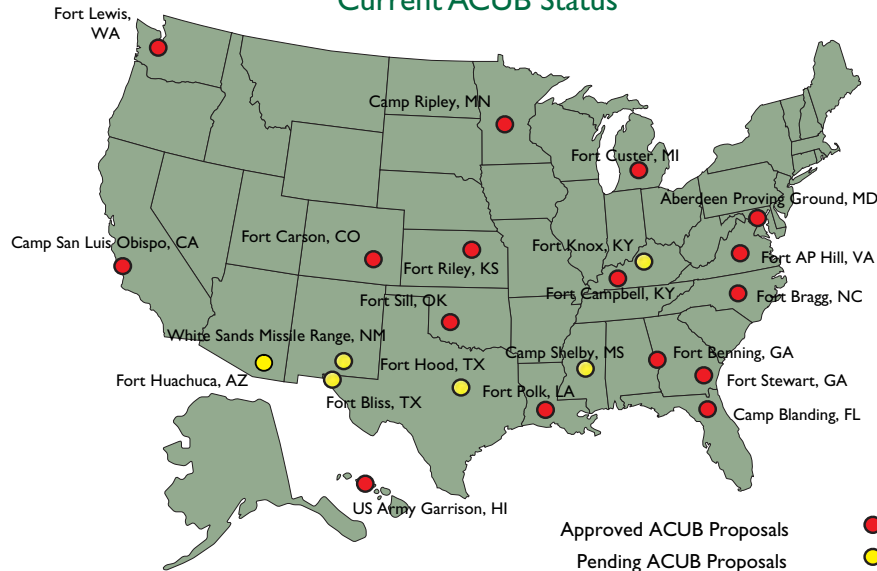 Current ACUB Status
Fort Lewis,
WA
Camp Ripley, MN
Fort Custer, MI
Aberdeen Proving Ground, MD
Camp San Luis Obispo, CA
Fort Carson, CO
Fort Riley, KS
Fort Knox, KY
Fort AP Hill, VA
Fort Campbell, KY
Fort Bragg, NC
Fort Sill, OK
White Sands Missile Range, NM
Camp Shelby, MS
Fort Benning, GA
Fort Hood, TX
Fort Huachuca, AZ
Fort Stewart, GA
Fort Polk, LA
Fort Bliss, TX
Camp Blanding, FL
US Army Garrison, HI
Approved ACUB Proposals
Pending ACUB Proposals